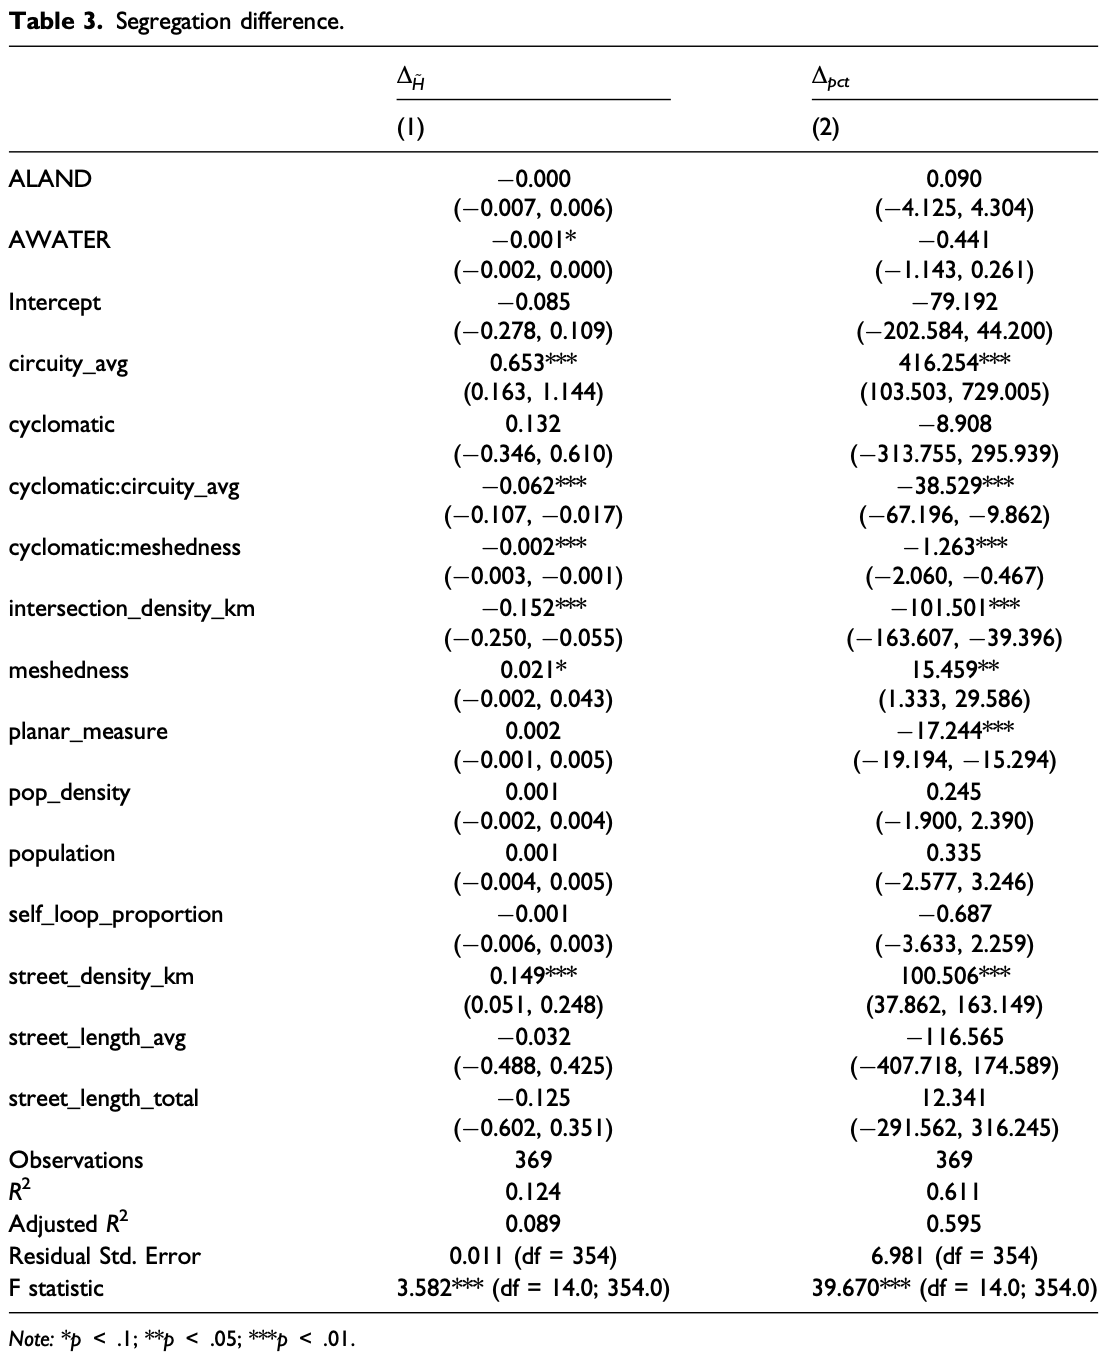 Table 3. Segregation difference.
Δ_H̃ Δ_pct
(1) (2)
ALAND −0.000 0.090
(−0.007, 0.006) (−4.125, 4.304)
AWATER −0.001* −0.441
(−0.002, 0.000) (−1.143, 0.261)
Intercept −0.085 −79.192
(−0.278, 0.109) (−202.584, 44.200)
circuity_avg 0.653*** 416.254***
(0.163, 1.144) (103.503, 729.005)
cyclomatic 0.132 −8.908
(−0.346, 0.610) (−313.755, 295.939)
cyclomatic:circuity_avg −0.062*** −38.529***
(−0.107, −0.017) (−67.196, −9.862)
cyclomatic:meshedness −0.002*** −1.263***
(−0.003, −0.001) (−2.060, −0.467)
intersection_density_km −0.152*** −101.501***
(−0.250, −0.055) (−163.607, −39.396)
meshedness 0.021* 15.459**
(−0.002, 0.043) (1.333, 29.586)
planar_measure 0.002 −17.244***
(−0.001, 0.005) (−19.194, −15.294)
pop_density 0.001 0.245
(−0.002, 0.004) (−1.900, 2.390)
population 0.001 0.335
(−0.004, 0.005) (−2.577, 3.246)
self_loop_proportion −0.001 −0.687
(−0.006, 0.003) (−3.633, 2.259)
street_density_km 0.149*** 100.506***
(0.051, 0.248) (37.862, 163.149)
street_length_avg −0.032 −116.565
(−0.488, 0.425) (−407.718, 174.589)
street_length_total −0.125 12.341
(−0.602, 0.351) (−291.562, 316.245)
Observations 369 369
R² 0.124 0.611
Adjusted R² 0.089 0.595
Residual Std. Error 0.011 (df = 354) 6.981 (df = 354)
F statistic 3.582*** (df = 14.0; 354.0) 39.670*** (df = 14.0; 354.0)
Note: *p < .1; **p < .05; ***p < .01.